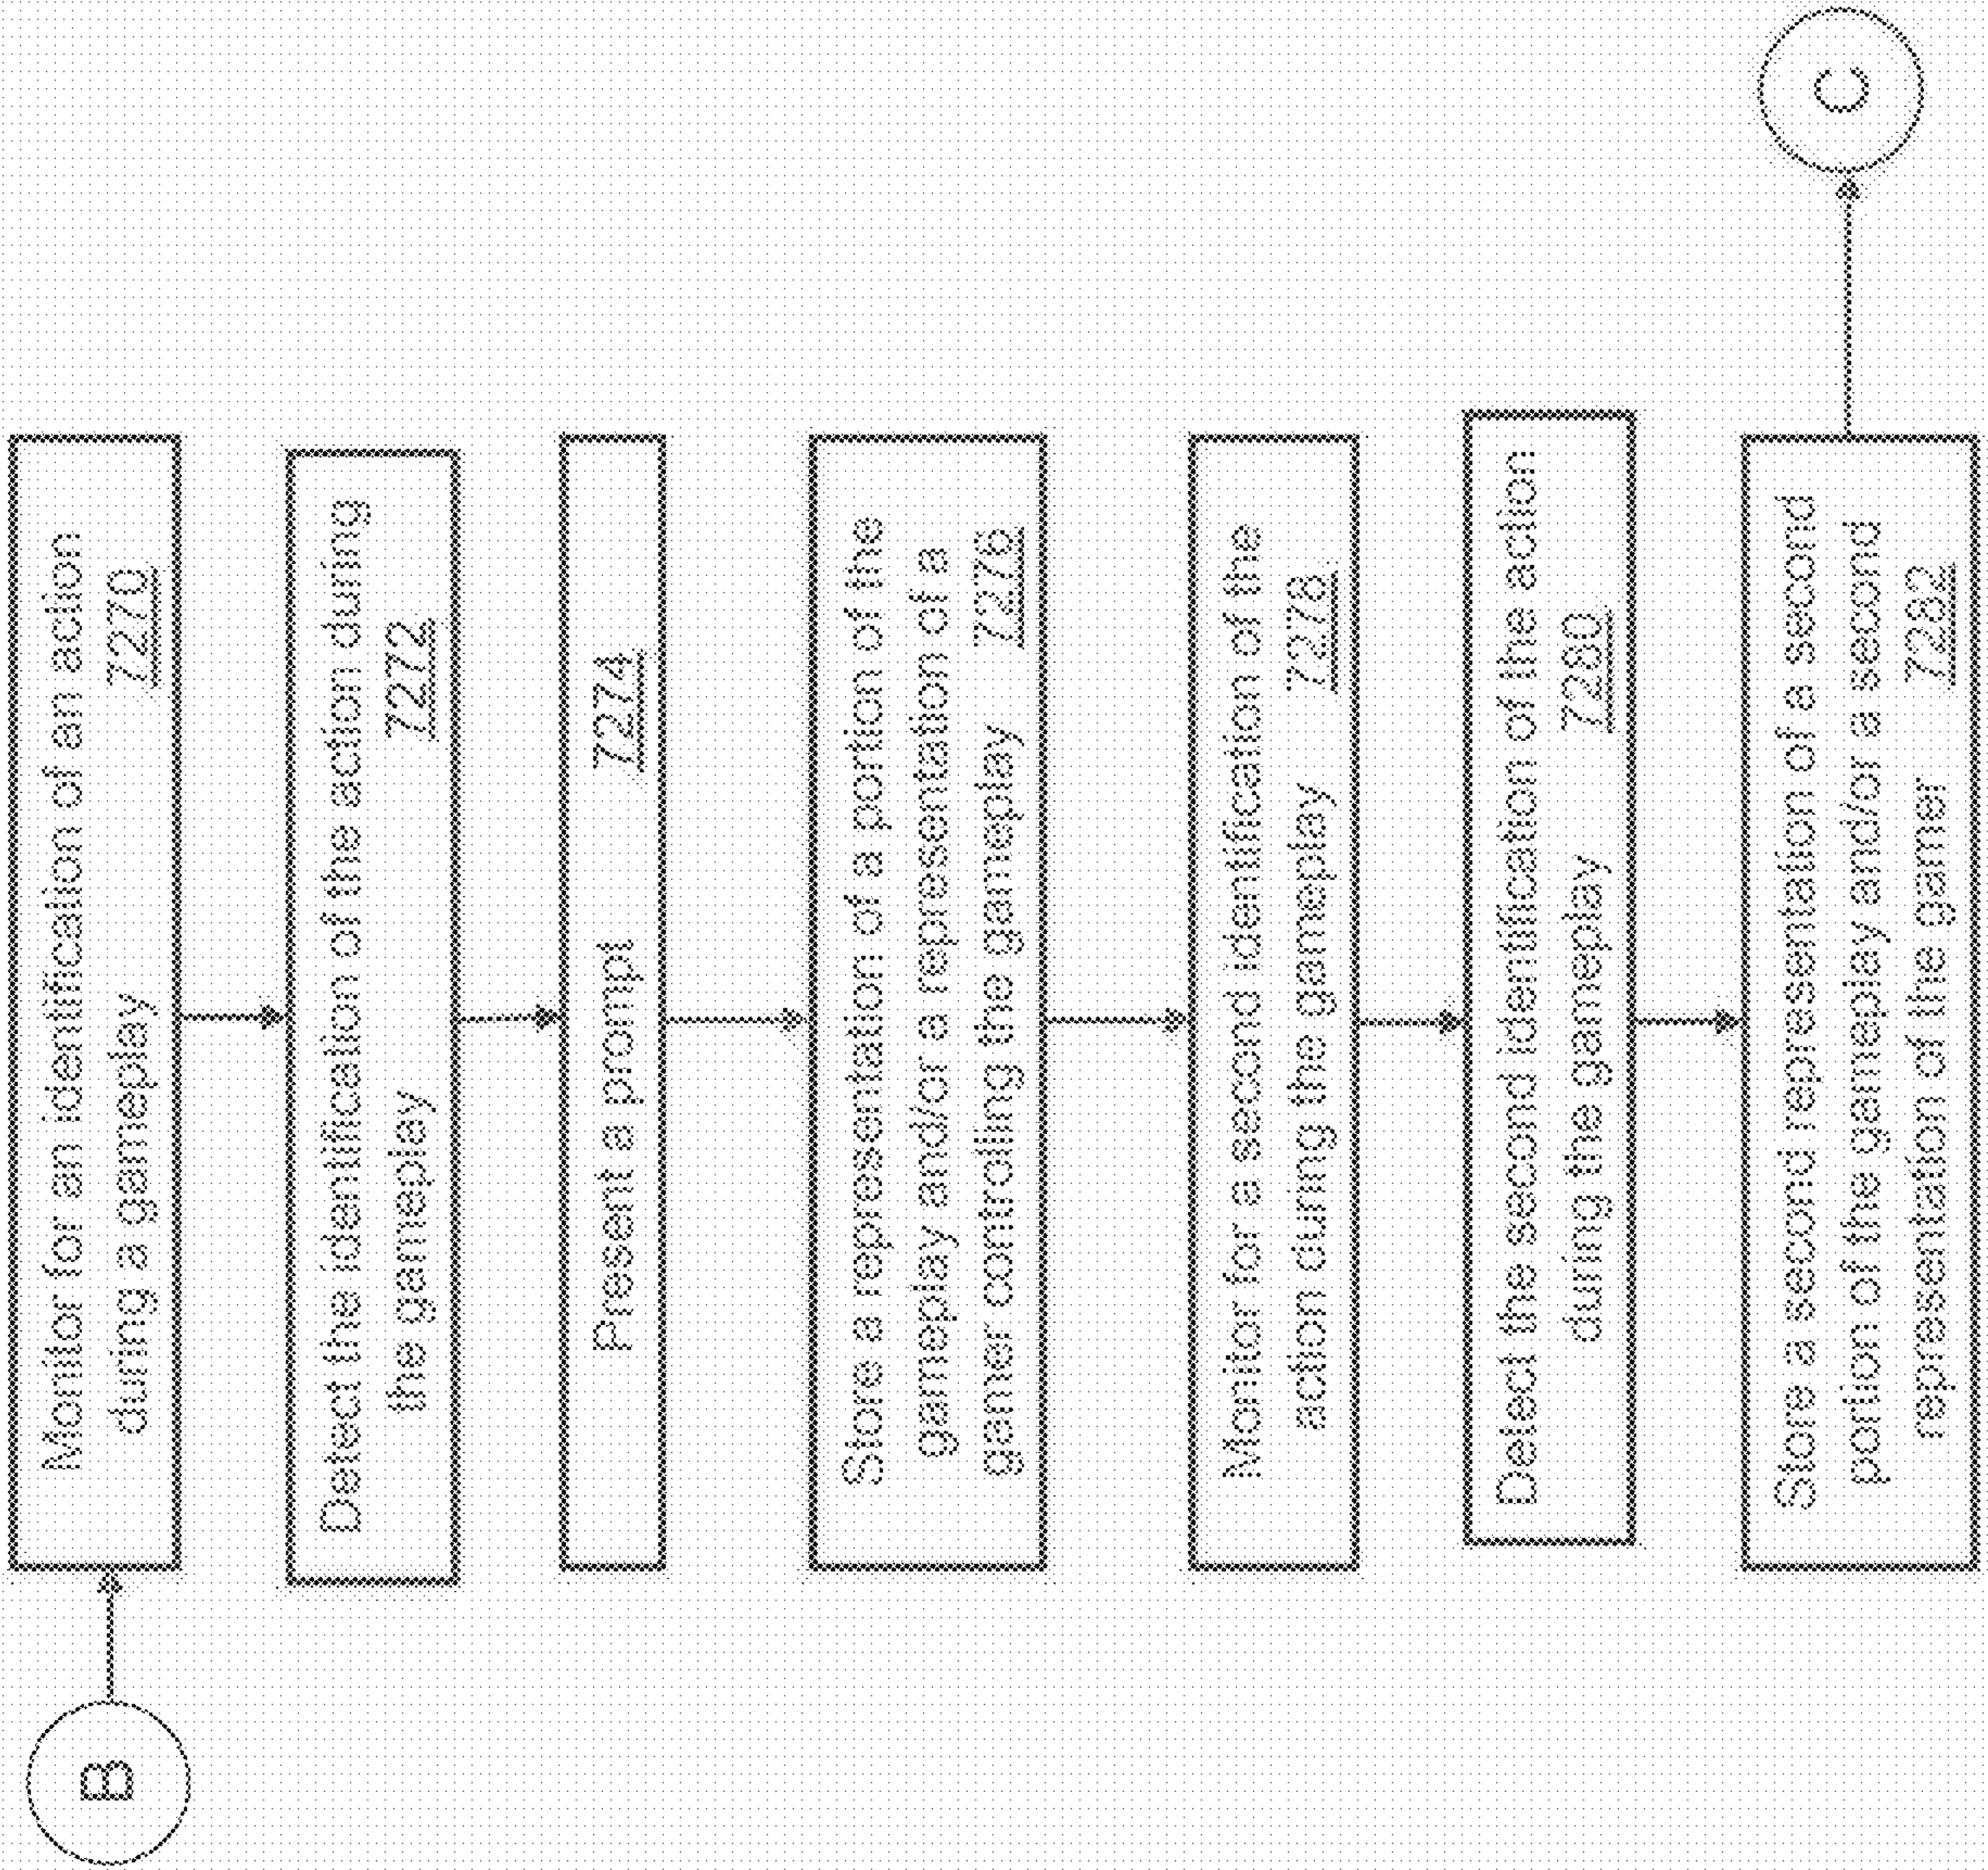 B
Monitor for an identification of an action
during a gameplay 7270
Detect the identification of the action during
the gameplay 7272
Present a prompt 7274
Store a representation of a portion of the
gameplay and/or a representation of a
gamer controlling the gameplay 7276
Monitor for a second identification of the
action during the gameplay 7278
Detect the second identification of the action
during the gameplay 7280
Store a second representation of a second
portion of the gameplay and/or a second
representation of the gamer 7282
C